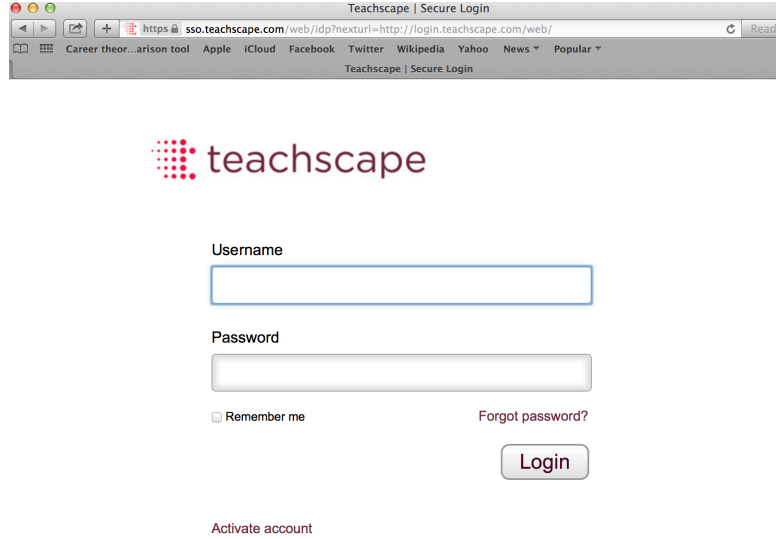 Teachscape | Secure Login
https sso.teachscape.com/web/idp?nexturl=http://login.teachscape.com/web/
Read
Career theor...arison tool Apple iCloud Facebook Twitter Wikipedia Yahoo News Popular
Teachscape | Secure Login
teachscape
Username
Password
Remember me
Forgot password?
Login
Activate account